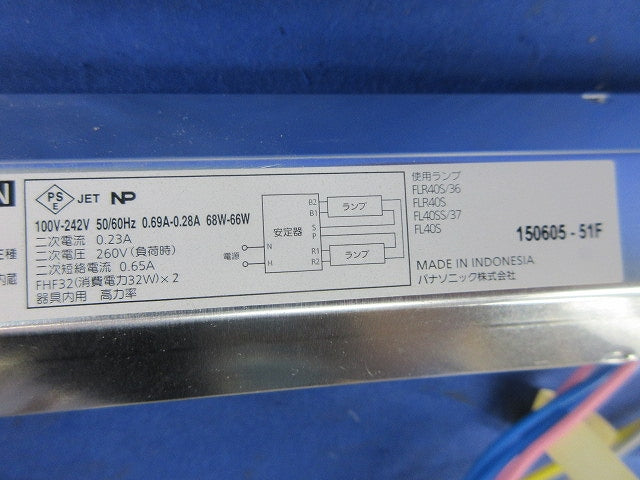 N
PS
E
JET NP
100V-242V 50/60Hz 0.69A-0.28A 68W-66W
二次電流 0.23A
二次電圧 260V(負荷時)
二次短絡電流 0.65A
FHF32(消費電力32W)×2
器具内用 高力率
三種
内蔵
電源
N
H
安定器
B2
B1
S
P
R1
R2
ランプ
ランプ
使用ランプ
FLR40S/36
FLR40S
FL40SS/37
FL40S
150605-51F
MADE IN INDONESIA
パナソニック株式会社